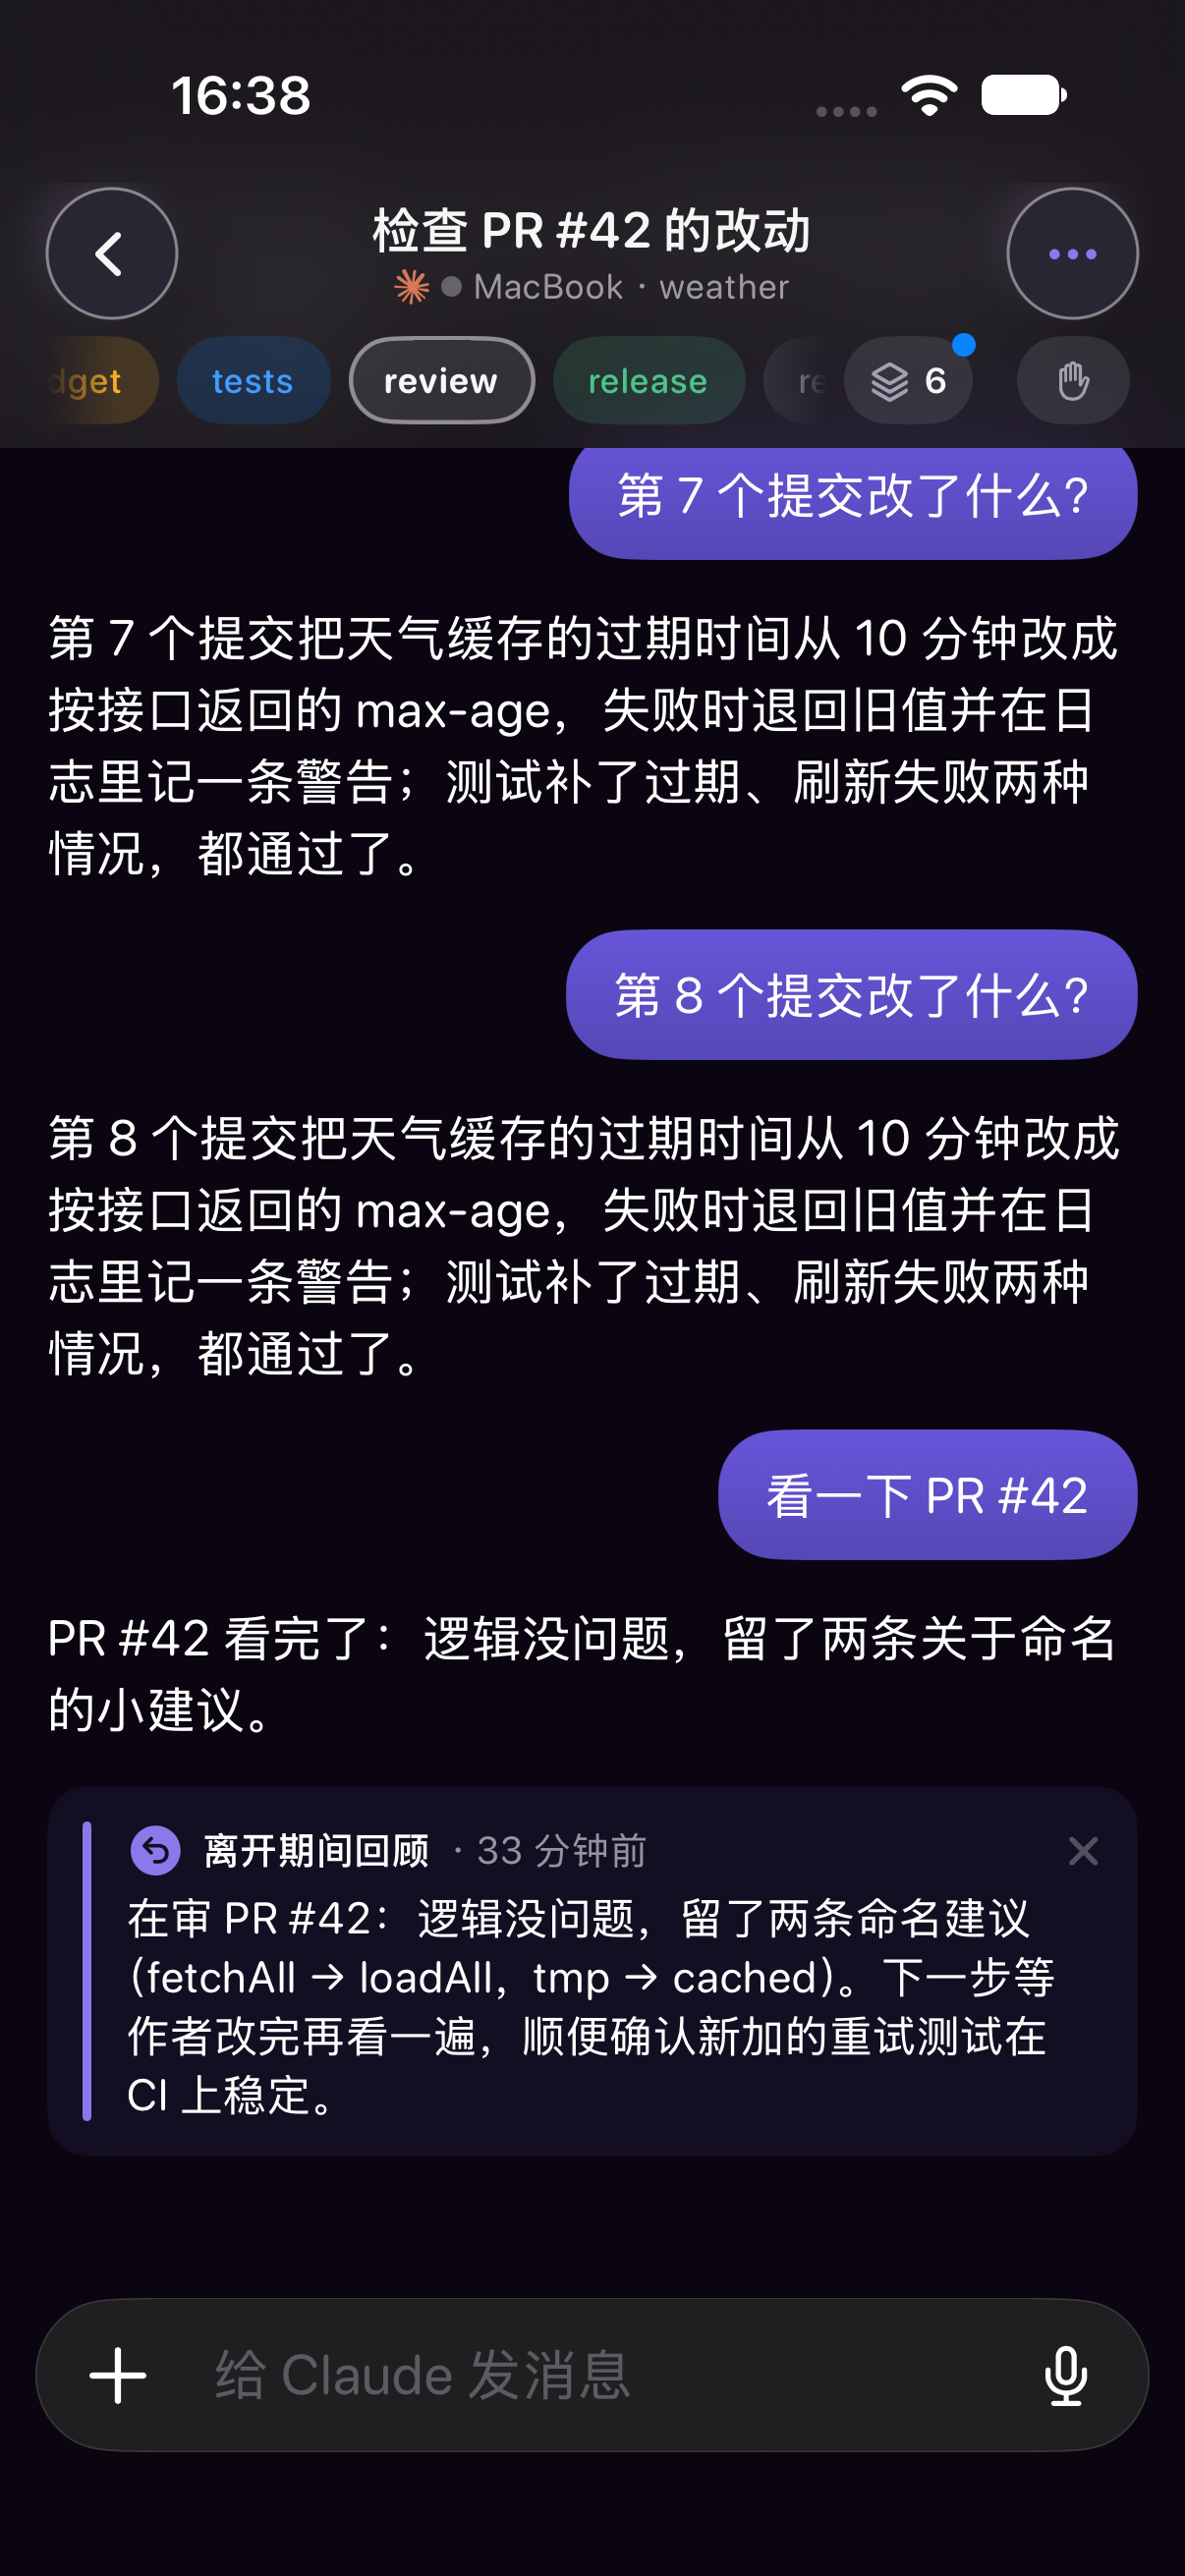 16:38
检查 PR #42 的改动
MacBook · weather
dget
tests
review
release
re
6
第 7 个提交改了什么?
第 7 个提交把天气缓存的过期时间从 10 分钟改成
按接口返回的 max-age，失败时退回旧值并在日
志里记一条警告；测试补了过期、刷新失败两种
情况，都通过了。
第 8 个提交改了什么?
第 8 个提交把天气缓存的过期时间从 10 分钟改成
按接口返回的 max-age，失败时退回旧值并在日
志里记一条警告；测试补了过期、刷新失败两种
情况，都通过了。
看一下 PR #42
PR #42 看完了：逻辑没问题，留了两条关于命名
的小建议。
离开期间回顾 · 33 分钟前
在审 PR #42：逻辑没问题，留了两条命名建议
(fetchAll → loadAll，tmp → cached)。下一步等
作者改完再看一遍，顺便确认新加的重试测试在
CI 上稳定。
给 Claude 发消息